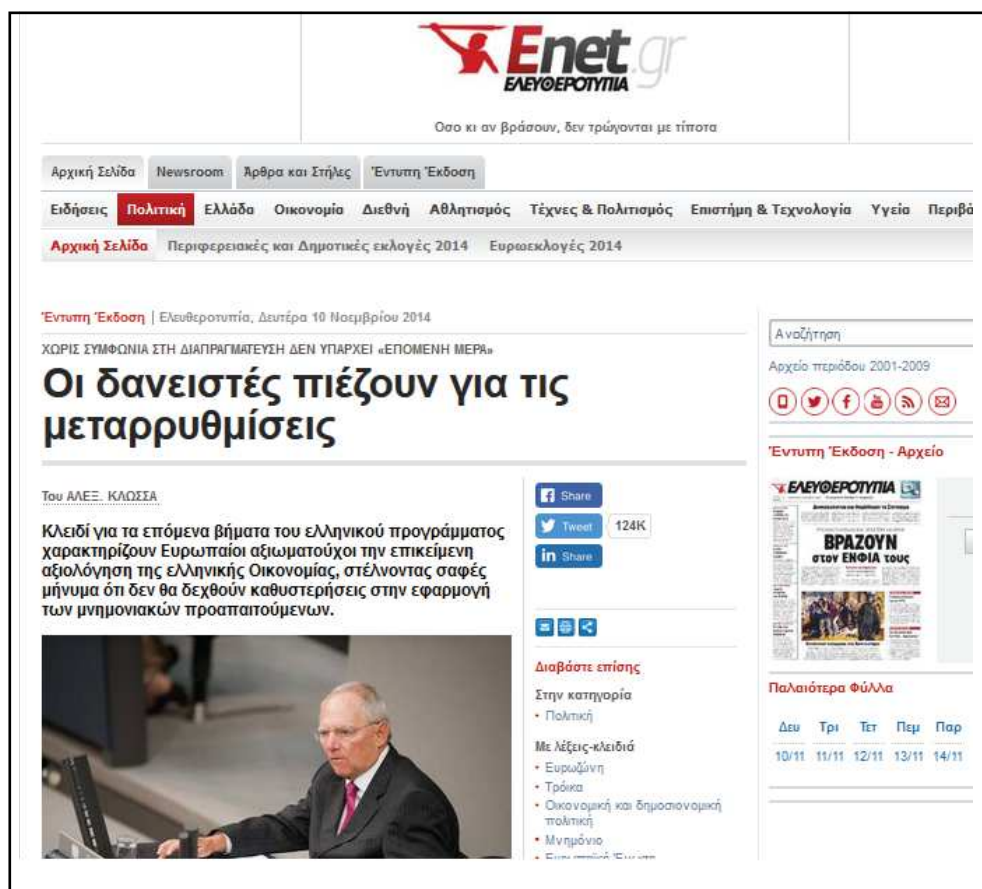 Enet.gr
ΕΛΕΥΘΕΡΟΤΥΠΙΑ
Οσο κι αν βράσουν, δεν τρώγονται με τίποτα
Αρχική Σελίδα Newsroom Άρθρα και Στήλες Έντυπη Έκδοση
Ειδήσεις Πολιτική Ελλάδα Οικονομία Διεθνή Αθλητισμός Τέχνες & Πολιτισμός Επιστήμη & Τεχνολογία Υγεία Περιβά
Αρχική Σελίδα Περιφερειακές και Δημοτικές εκλογές 2014 Ευρωεκλογές 2014
Έντυπη Έκδοση | Ελευθεροτυπία, Δευτέρα 10 Νοεμβρίου 2014
ΧΩΡΙΣ ΣΥΜΦΩΝΙΑ ΣΤΗ ΔΙΑΠΡΑΓΜΑΤΕΥΣΗ ΔΕΝ ΥΠΑΡΧΕΙ «ΕΠΟΜΕΝΗ ΜΕΡΑ»
Οι δανειστές πιέζουν για τις
μεταρρυθμίσεις
Του ΑΛΕΞ. ΚΛΩΣΣΑ
Κλειδί για τα επόμενα βήματα του ελληνικού προγράμματος
χαρακτηρίζουν Ευρωπαίοι αξιωματούχοι την επικείμενη
αξιολόγηση της ελληνικής Οικονομίας, στέλνοντας σαφές
μήνυμα ότι δεν θα δεχθούν καθυστερήσεις στην εφαρμογή
των μνημονιακών προαπαιτούμενων.
Share
Tweet 124K
Share
Διαβάστε επίσης
Στην κατηγορία
Πολιτική
Με λέξεις-κλειδιά
Ευρωζώνη
Τρόικα
Οικονομική και δημοσιονομική
πολιτική
Μνημόνιο
Αναζήτηση
Αρχείο περιόδου 2001-2009
Έντυπη Έκδοση - Αρχείο
ΕΛΕΥΘΕΡΟΤΥΠΙΑ
ΒΡΑΖΟΥΝ
στον ΕΝΦΙΑ τους
Παλαιότερα Φύλλα
Δευ Τρι Τετ Πεμ Παρ
10/11 11/11 12/11 13/11 14/11